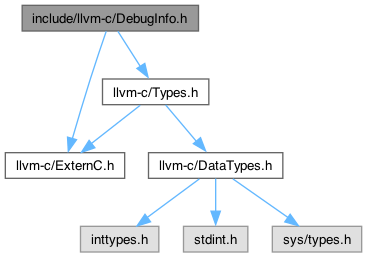 include/llvm-c/DebugInfo.h
llvm-c/Types.h
llvm-c/ExternC.h
llvm-c/DataTypes.h
inttypes.h
stdint.h
sys/types.h